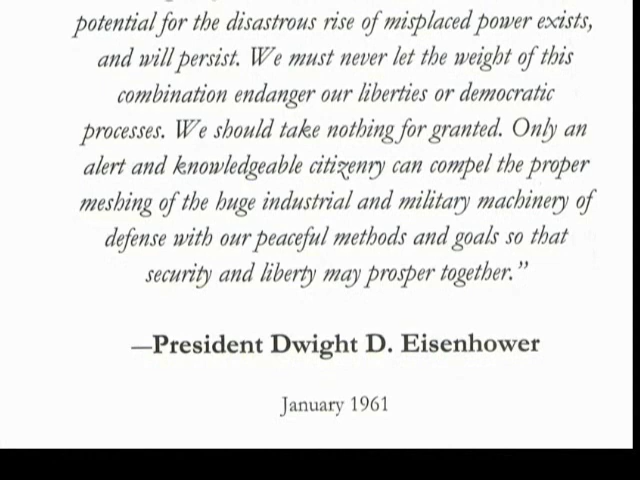 potential for the disastrous rise of misplaced power exists,
and will persist. We must never let the weight of this
combination endanger our liberties or democratic
processes. We should take nothing for granted. Only an
alert and knowledgeable citizenry can compel the proper
meshing of the huge industrial and military machinery of
defense with our peaceful methods and goals so that
security and liberty may prosper together.”
—President Dwight D. Eisenhower
January 1961